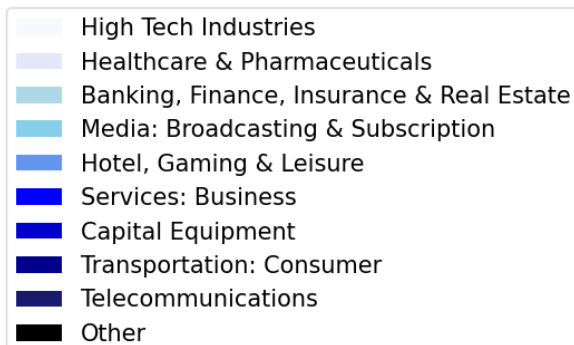 High Tech Industries
Healthcare & Pharmaceuticals
Banking, Finance, Insurance & Real Estate
Media: Broadcasting & Subscription
Hotel, Gaming & Leisure
Services: Business
Capital Equipment
Transportation: Consumer
Telecommunications
Other